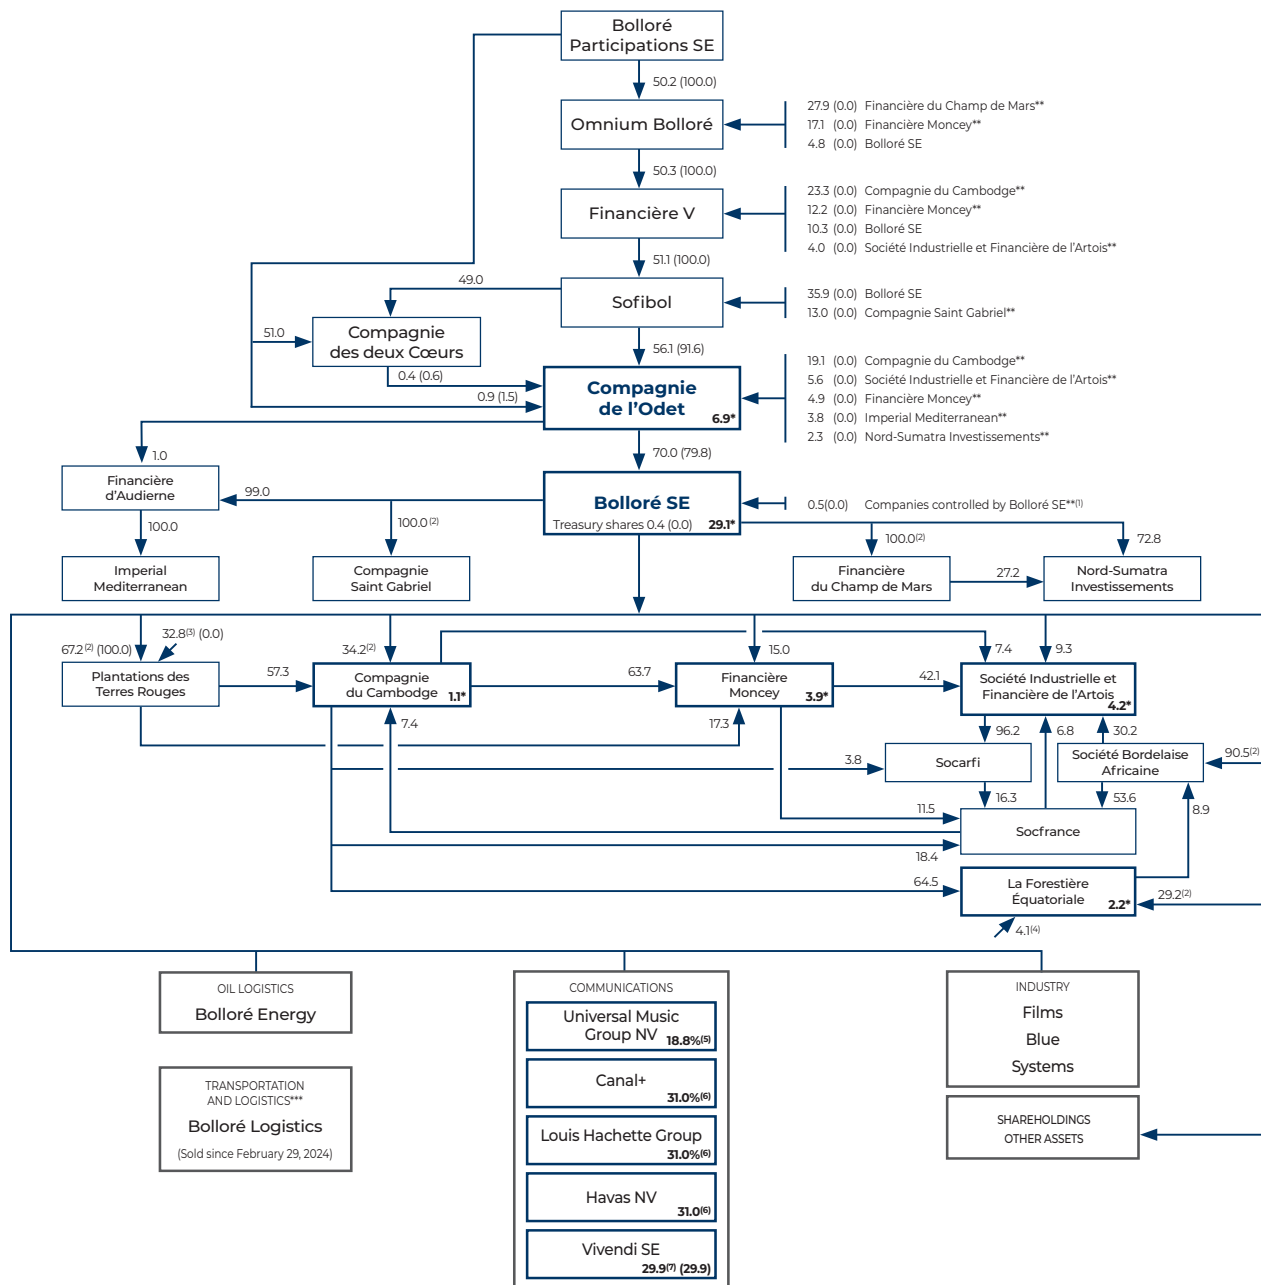 Bolloré
Participations SE
50.2 (100.0)
Omnium Bolloré
27.9 (0.0) Financière du Champ de Mars**
17.1 (0.0) Financière Moncey**
4.8 (0.0) Bolloré SE
50.3 (100.0)
Financière V
23.3 (0.0) Compagnie du Cambodge**
12.2 (0.0) Financière Moncey**
10.3 (0.0) Bolloré SE
4.0 (0.0) Société Industrielle et Financière de l’Artois**
51.1 (100.0)
49.0
Sofibol
35.9 (0.0) Bolloré SE
13.0 (0.0) Compagnie Saint Gabriel**
51.0
Compagnie
des deux Cœurs
56.1 (91.6)
0.4 (0.6)
0.9 (1.5)
Compagnie
de l’Odet
6.9*
19.1 (0.0) Compagnie du Cambodge**
5.6 (0.0) Société Industrielle et Financière de l’Artois**
4.9 (0.0) Financière Moncey**
3.8 (0.0) Imperial Mediterranean**
2.3 (0.0) Nord-Sumatra Investissements**
1.0
70.0 (79.8)
Financière
d’Audierne
99.0
Bolloré SE
Treasury shares 0.4 (0.0) 29.1*
0.5(0.0) Companies controlled by Bolloré SE**(1)
100.0
100.0(2)
100.0(2)
72.8
Imperial
Mediterranean
Compagnie
Saint Gabriel
Financière
du Champ de Mars
27.2
Nord-Sumatra
Investissements
67.2(2) (100.0)
32.8(3) (0.0)
34.2(2)
15.0
7.4
9.3
Plantations des
Terres Rouges
57.3
Compagnie
du Cambodge
1.1*
63.7
Financière
Moncey
3.9*
42.1
Société Industrielle et
Financière de l’Artois
4.2*
7.4
17.3
96.2
6.8
30.2
3.8
Socarfi
Société Bordelaise
Africaine
90.5(2)
16.3
53.6
8.9
11.5
Socfrance
18.4
64.5
La Forestière
Équatoriale
2.2*
29.2(2)
4.1(4)
OIL LOGISTICS
Bolloré Energy
TRANSPORTATION
AND LOGISTICS***
Bolloré Logistics
(Sold since February 29, 2024)
COMMUNICATIONS
Universal Music
Group NV
18.8%(5)
Canal+
31.0%(6)
Louis Hachette Group
31.0%(6)
Havas NV
31.0(6)
Vivendi SE
29.9(7) (29.9)
INDUSTRY
Films
Blue
Systems
SHAREHOLDINGS
OTHER ASSETS